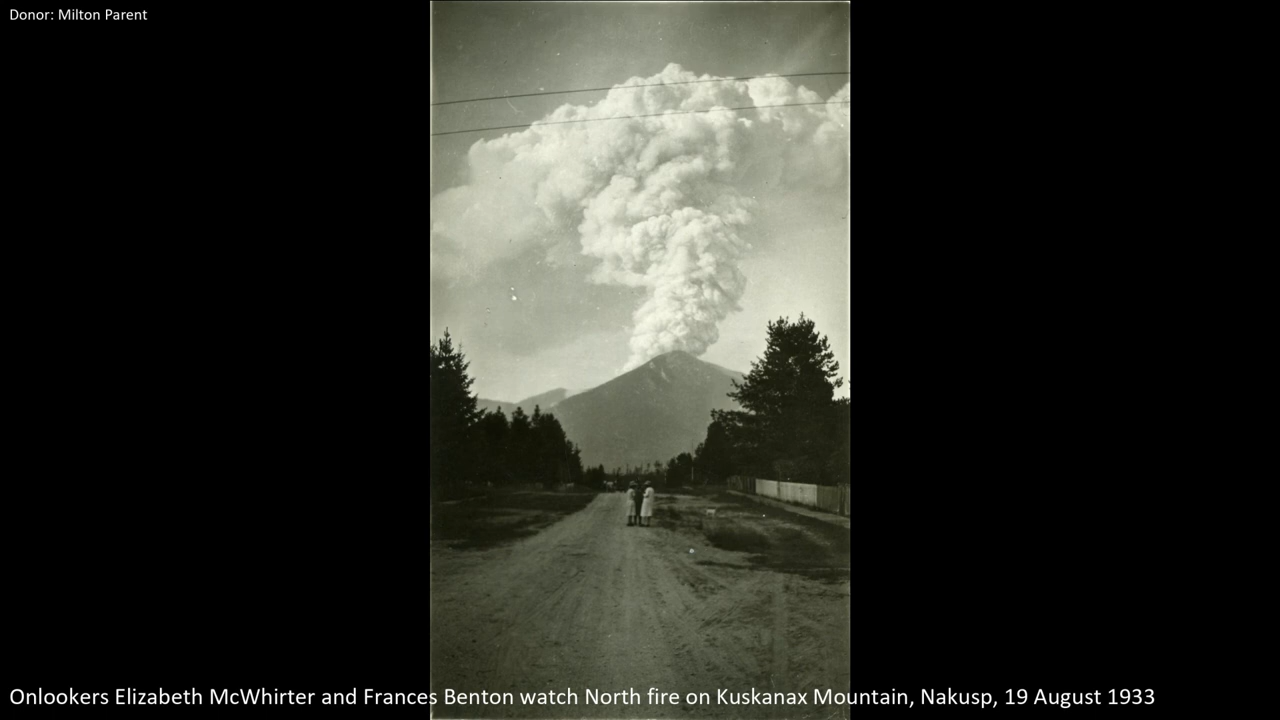 Donor: Milton Parent
Onlookers Elizabeth McWhirter and Frances Benton watch North fire on Kuskanax Mountain, Nakusp, 19 August 1933